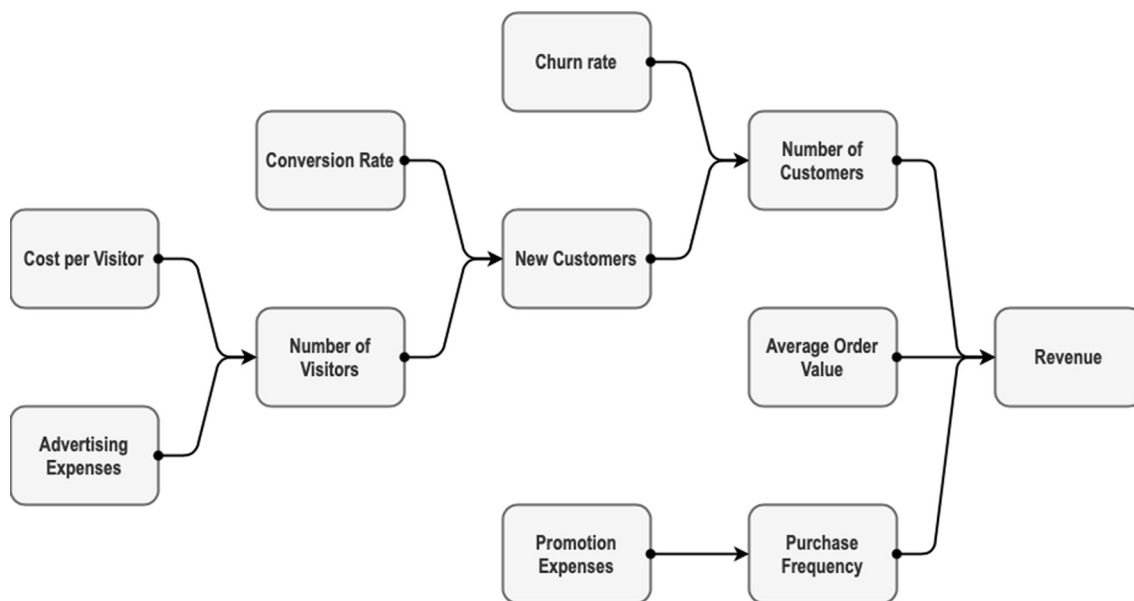 Churn rate
Conversion Rate
Number of
Customers
Cost per Visitor
New Customers
Number of
Visitors
Average Order
Value
Revenue
Advertising
Expenses
Promotion
Expenses
Purchase
Frequency